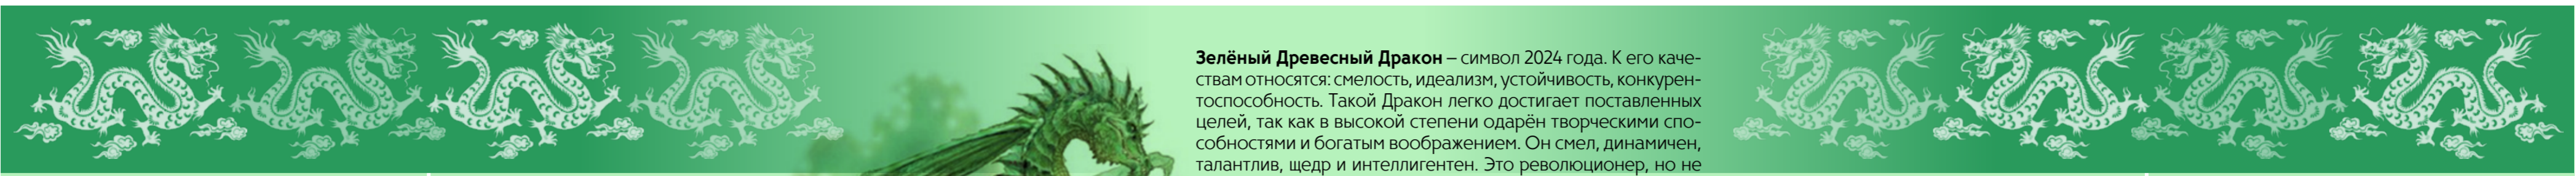 Зелёный Древесный Дракон – символ 2024 года. К его каче-
ствам относятся: смелость, идеализм, устойчивость, конкурен-
тоспособность. Такой Дракон легко достигает поставленных
целей, так как в высокой степени одарён творческими спо-
собностями и богатым воображением. Он смел, динамичен,
талантлив, щедр и интеллигентен. Это революционер, но не